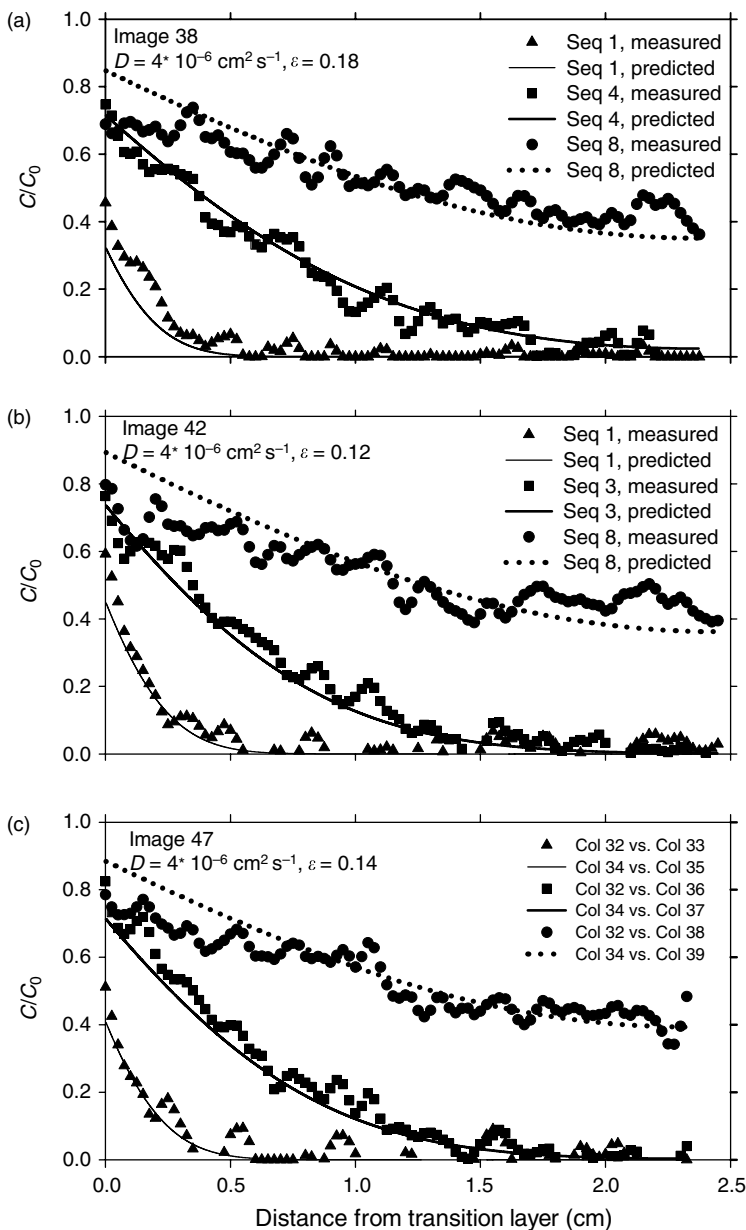 (a)
Image 38
D = 4* 10⁻⁶ cm² s⁻¹, ε = 0.18
Seq 1, measured
Seq 1, predicted
Seq 4, measured
Seq 4, predicted
Seq 8, measured
Seq 8, predicted
1.0
0.8
0.6
0.4
0.2
0.0
C/C₀
(b)
Image 42
D = 4* 10⁻⁶ cm² s⁻¹, ε = 0.12
Seq 1, measured
Seq 1, predicted
Seq 3, measured
Seq 3, predicted
Seq 8, measured
Seq 8, predicted
1.0
0.8
0.6
0.4
0.2
0.0
C/C₀
(c)
Image 47
D = 4* 10⁻⁶ cm² s⁻¹, ε = 0.14
Col 32 vs. Col 33
Col 34 vs. Col 35
Col 32 vs. Col 36
Col 34 vs. Col 37
Col 32 vs. Col 38
Col 34 vs. Col 39
1.0
0.8
0.6
0.4
0.2
0.0
C/C₀
0.0 0.5 1.0 1.5 2.0 2.5
Distance from transition layer (cm)